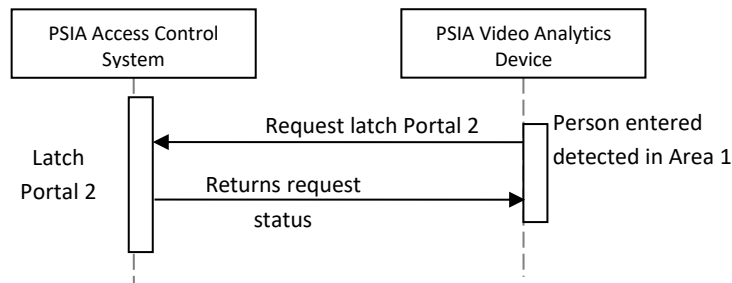 PSIA Access Control
System
PSIA Video Analytics
Device
Request latch Portal 2
Person entered
detected in Area 1
Latch
Portal 2
Returns request
status